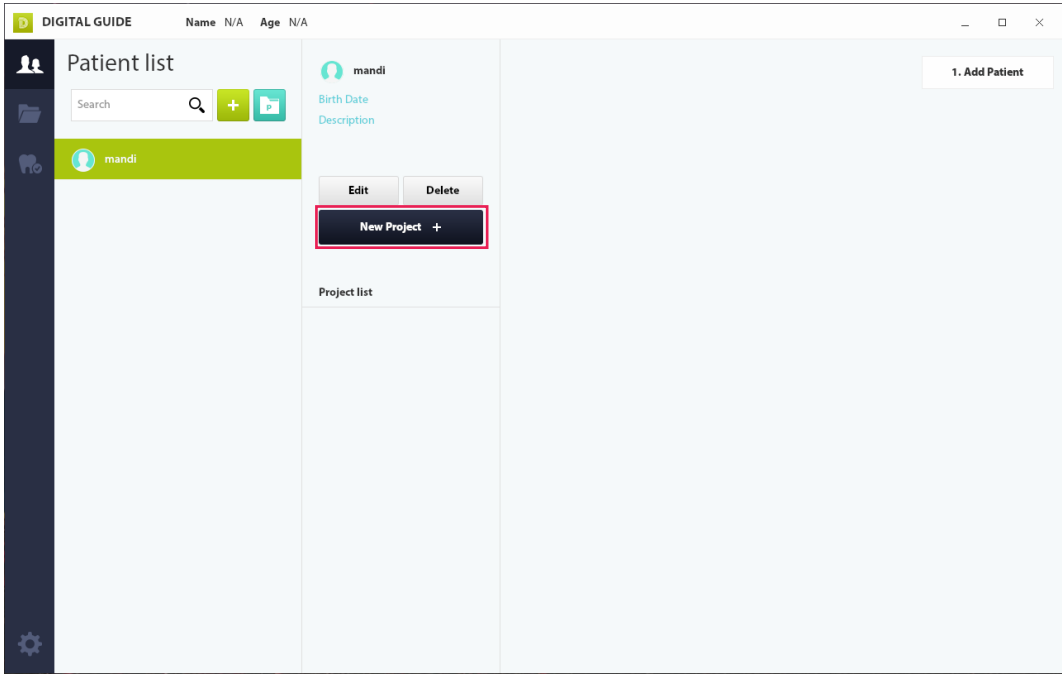 D DIGITAL GUIDE Name N/A Age N/A
Patient list
Search
+
P
mandi
mandi
Birth Date
Description
Edit Delete
New Project +
Project list
1. Add Patient